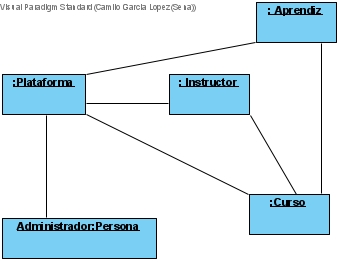 Visual Paradigm Standard(Camilo Garcia Lopez(Sena))
: Aprendiz
:Plataforma
: Instructor
: Curso
Administrador:Persona